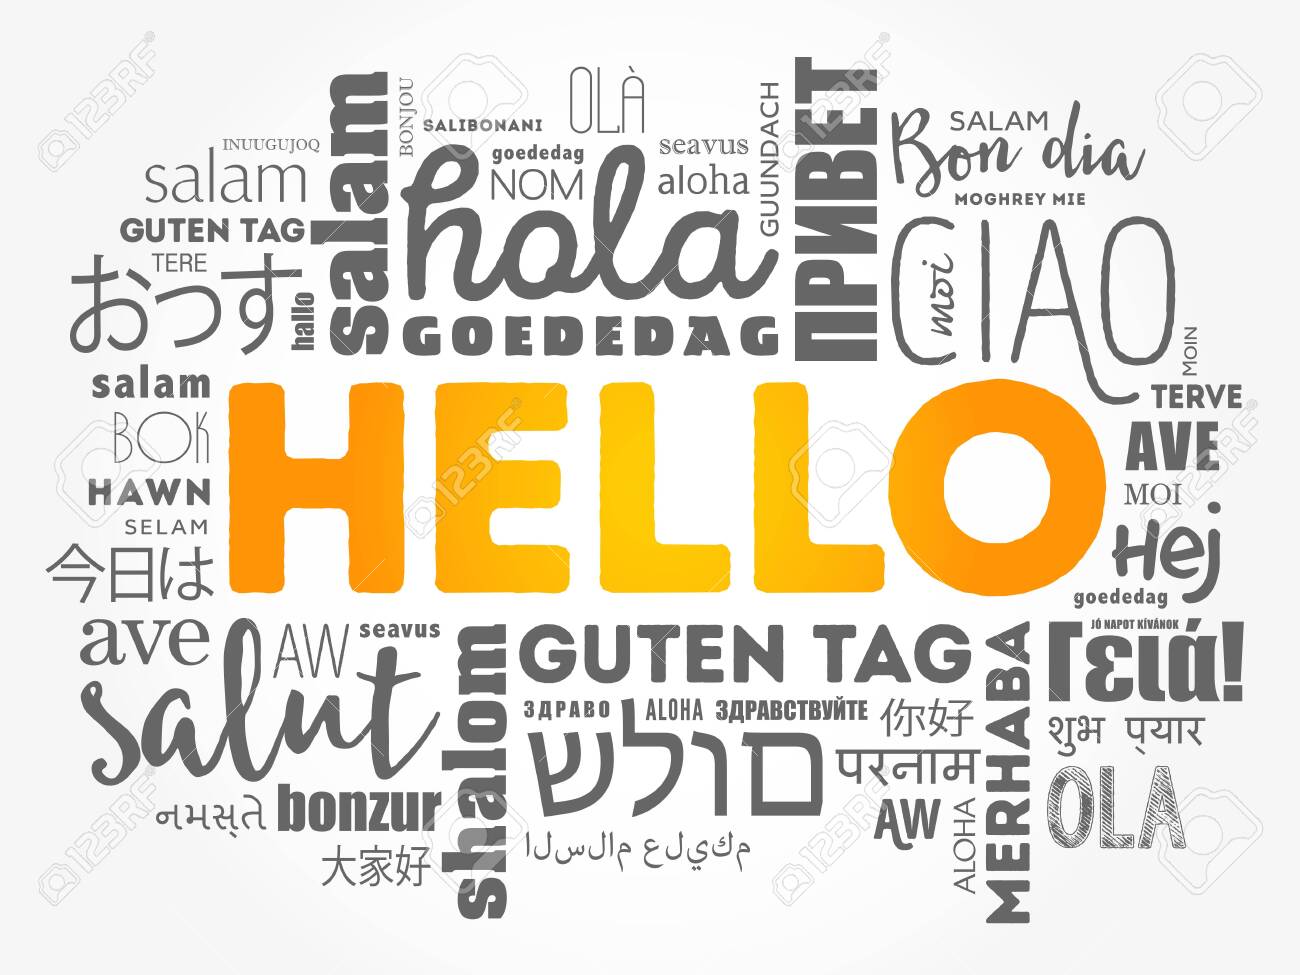 OLÀ
BONJOU
SALIBONANI
INUUGUJOQ
salam
salam
hola
goededag
NOM
seavus
aloha
GUUNDACH
ПРИВЕТ
SALAM
Bon dia
MOGHREY MIE
GUTEN TAG
TERE
おっす
hallo
GOEDEDAG
CIAO
moi
MOIN
salam
BOK
HAWN
SELAM
今日は
HELLO
TERVE
AVE
MOI
Hej
goededag
ave
AW
seavus
salut
shalom
GUTEN TAG
MERHABA
JÓ NAPOT KÍVÁNOK
Γειά!
ЗДРАВО
ALOHA
ЗДРАВСТВУЙТЕ
你好
शुभ प्यार
שלום
परनाम
नमस्ते
bonzur
AW
ALOHA
OLA
大家好
السلام عليكم
123RF